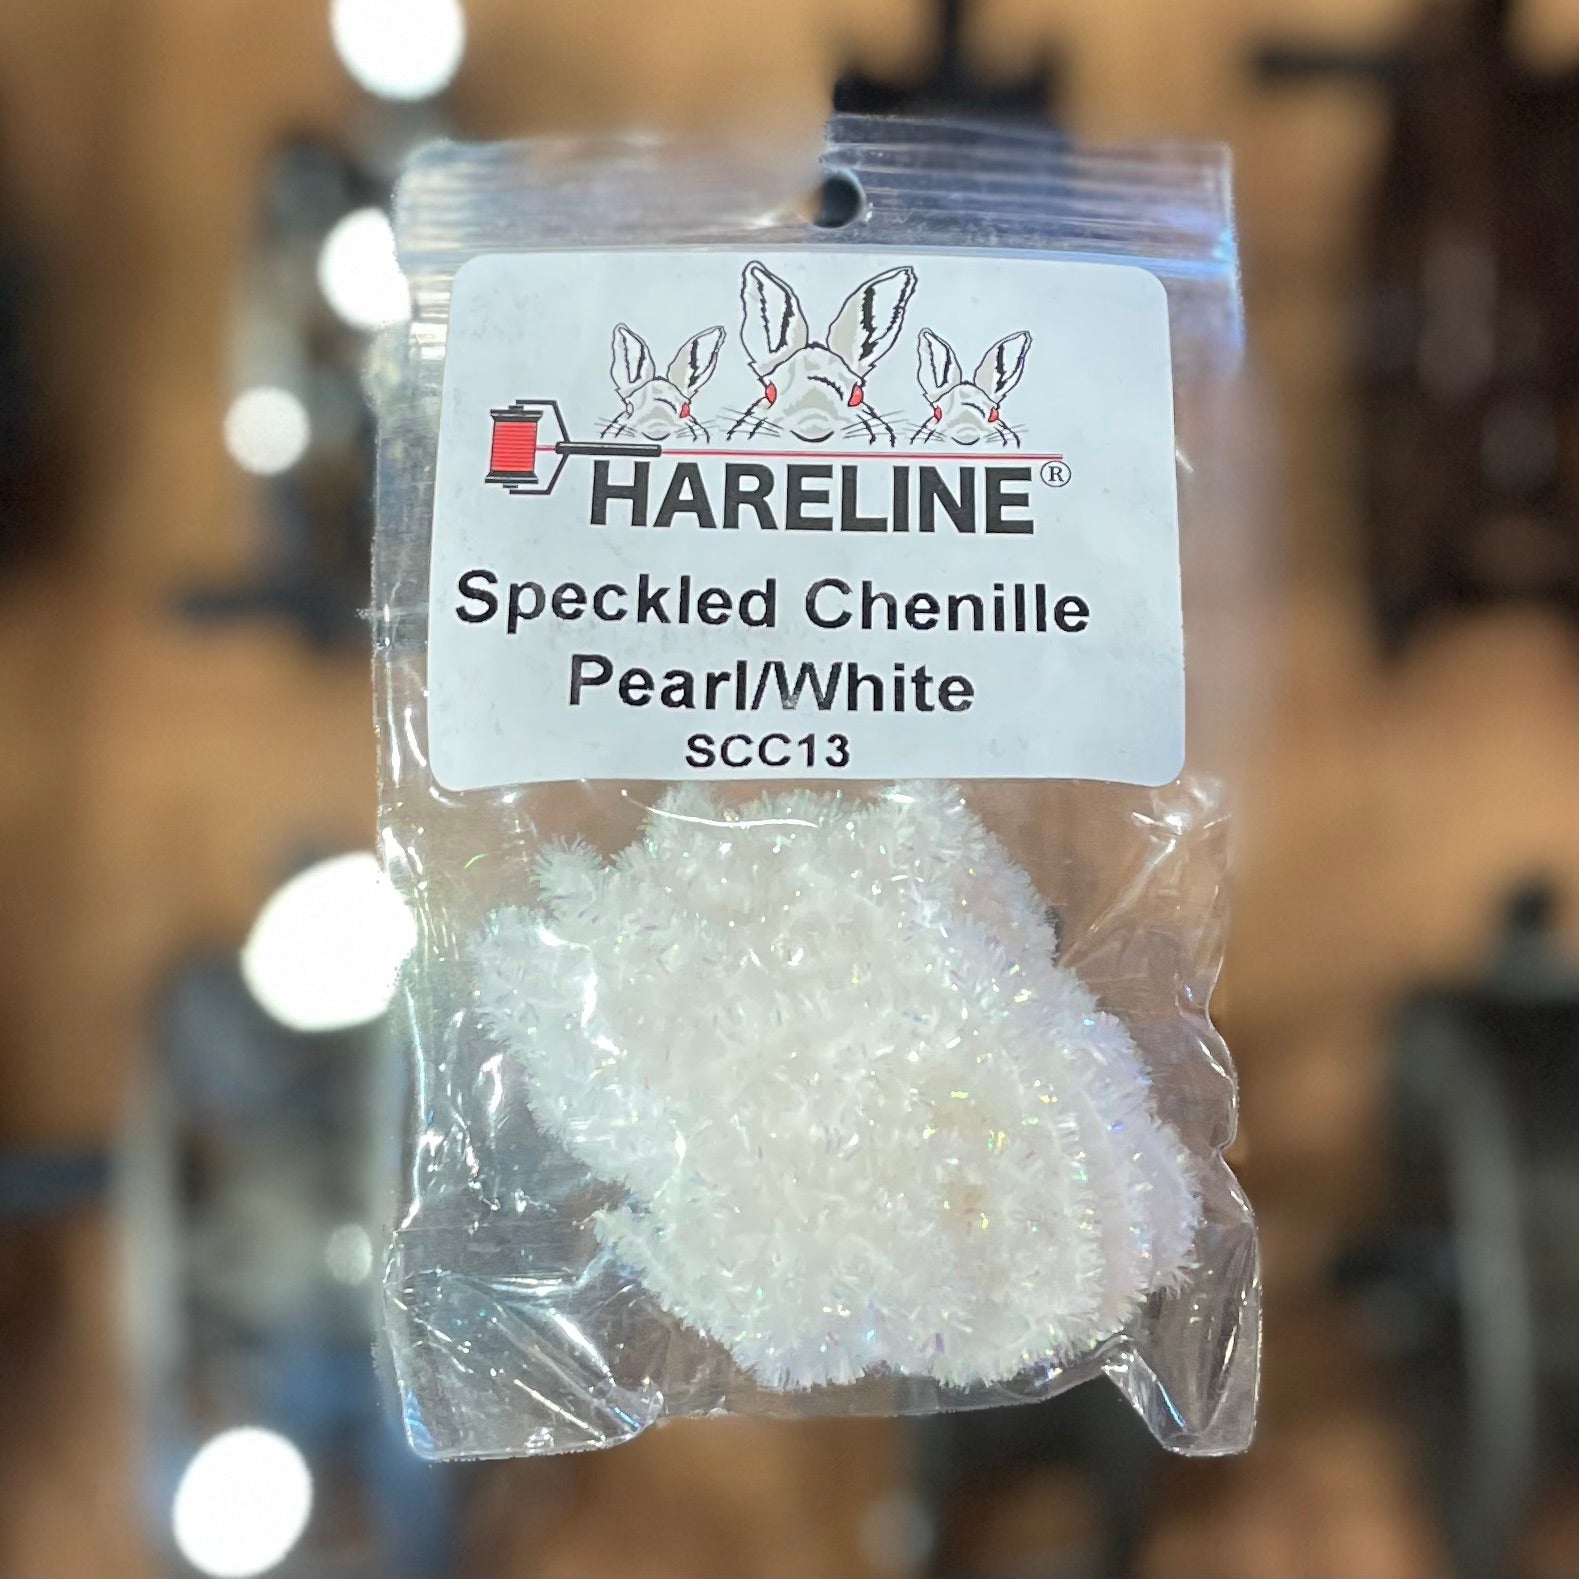 HARELINE®
Speckled Chenille
Pearl/White
SCC13